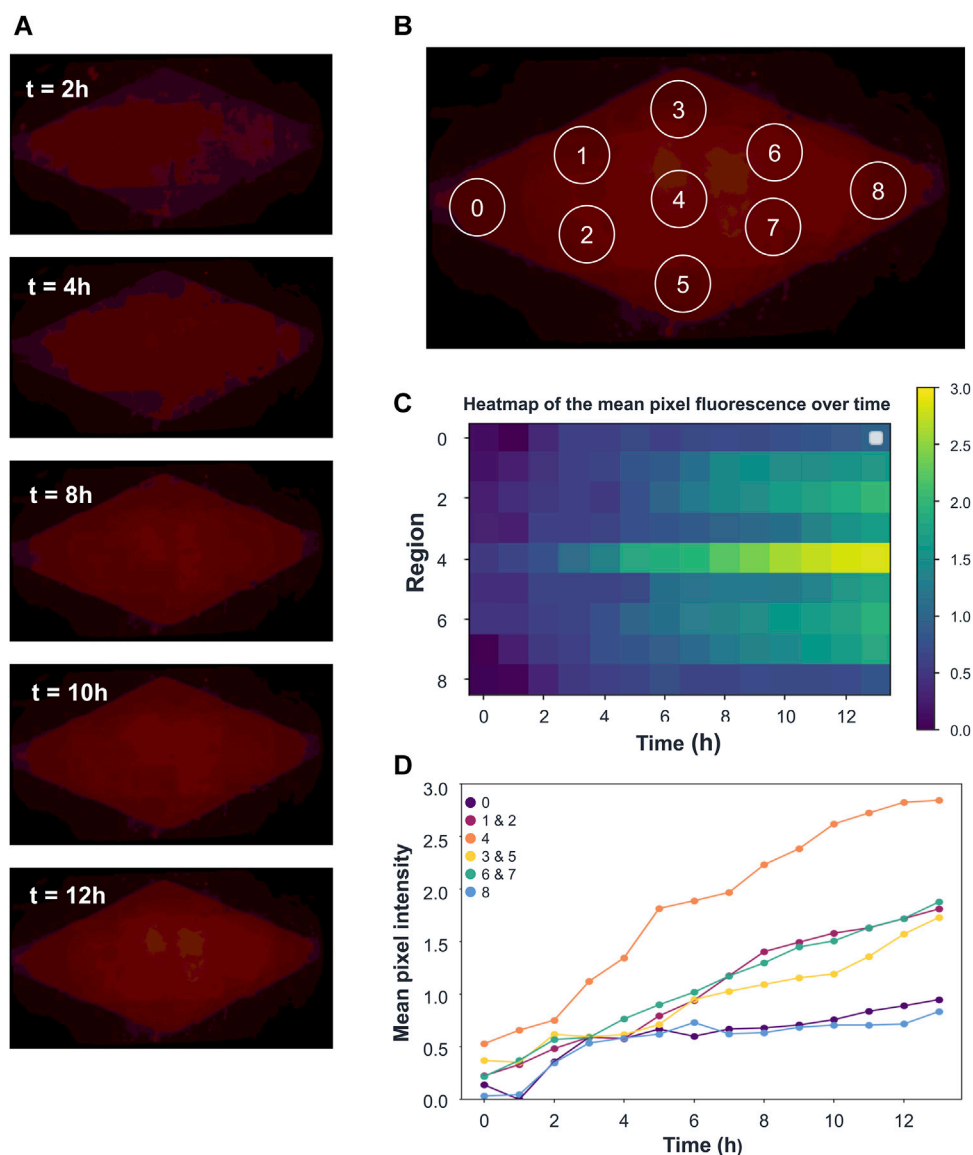 A
t = 2h
t = 4h
t = 8h
t = 10h
t = 12h
B
0
1
2
3
4
5
6
7
8
C
Heatmap of the mean pixel fluorescence over time
Region
0
2
4
6
8
0 2 4 6 8 10 12
Time (h)
3.0
2.5
2.0
1.5
1.0
0.5
0.0
D
Mean pixel intensity
3.0
2.5
2.0
1.5
1.0
0.5
0.0
0
1 & 2
4
3 & 5
6 & 7
8
0 2 4 6 8 10 12
Time (h)